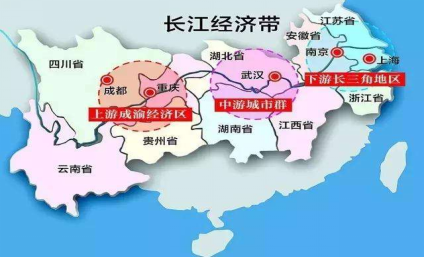 长江经济带
江苏省
安徽省
南京
上海
湖北省
四川省
武汉
下游长三角地区
成都
重庆
浙江省
上游成渝经济区
中游城市群
江西省
贵州省
湖南省
云南省